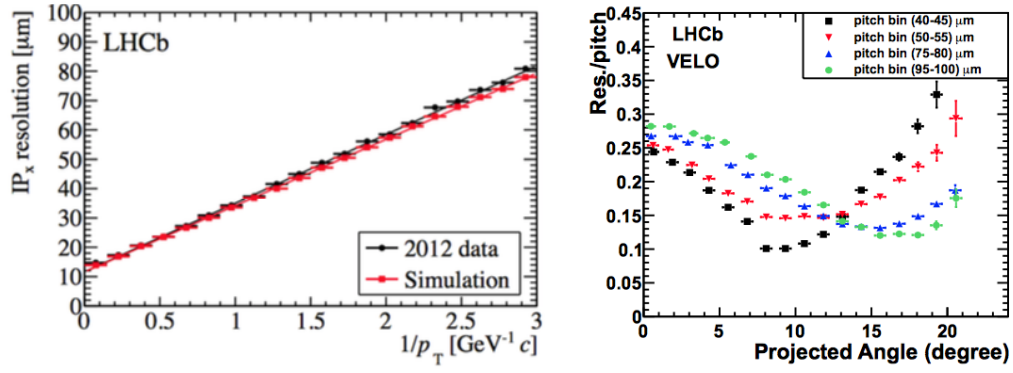 LHCb
IPx resolution [μm]
100
90
80
70
60
50
40
30
20
10
0
2012 data
Simulation
0 0.5 1 1.5 2 2.5 3
1/pT [GeV⁻¹ c]
LHCb
VELO
pitch bin (40-45) μm
pitch bin (50-55) μm
pitch bin (75-80) μm
pitch bin (95-100) μm
Res./pitch
0.45
0.4
0.35
0.3
0.25
0.2
0.15
0.1
0.05
0
0 5 10 15 20
Projected Angle (degree)